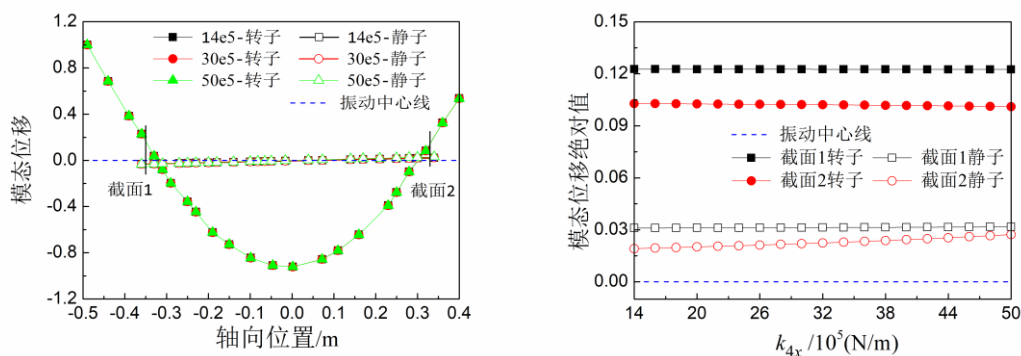 模态位移
1.2
0.8
0.4
0.0
-0.4
-0.8
-1.2
14e5-转子
14e5-静子
30e5-转子
30e5-静子
50e5-转子
50e5-静子
振动中心线
截面1
截面2
-0.5 -0.4 -0.3 -0.2 -0.1 0.0 0.1 0.2 0.3 0.4
轴向位置/m
模态位移绝对值
0.15
0.12
0.09
0.06
0.03
0.00
振动中心线
截面1转子
截面1静子
截面2转子
截面2静子
14 20 26 32 38 44 50
k4x /10⁵(N/m)